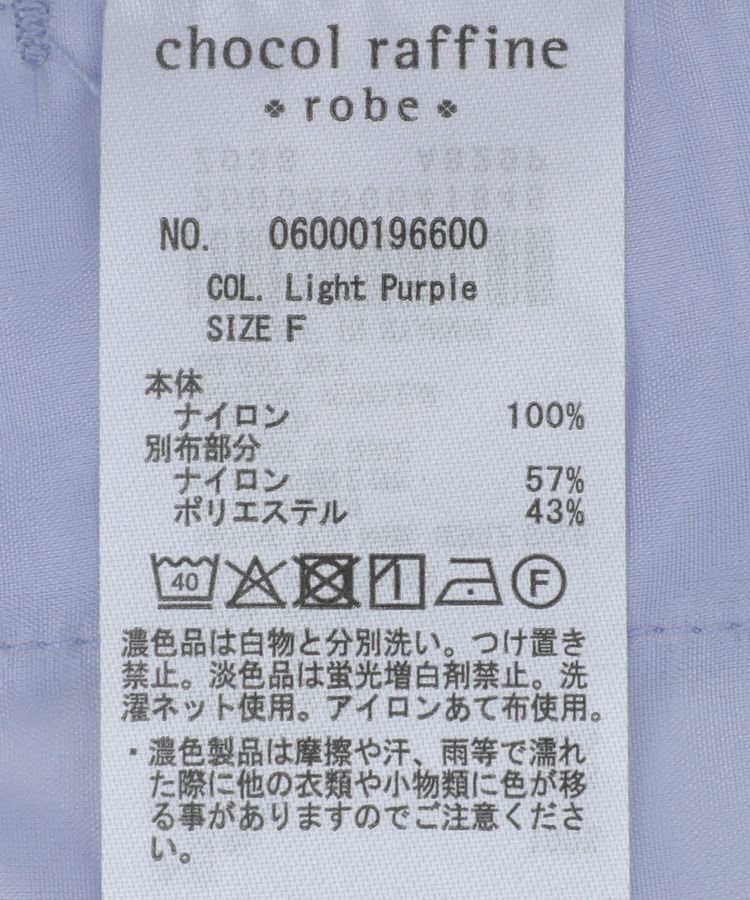 chocol raffine
robe
NO. 06000196600
COL. Light Purple
SIZE F
本体
ナイロン 100%
別布部分
ナイロン 57%
ポリエステル 43%
40 F
濃色品は白物と分別洗い。つけ置き
禁止。淡色品は蛍光増白剤禁止。洗
濯ネット使用。アイロンあて布使用。
・濃色製品は摩擦や汗、雨等で濡れ
た際に他の衣類や小物類に色が移
る事がありますのでご注意くださ
い。